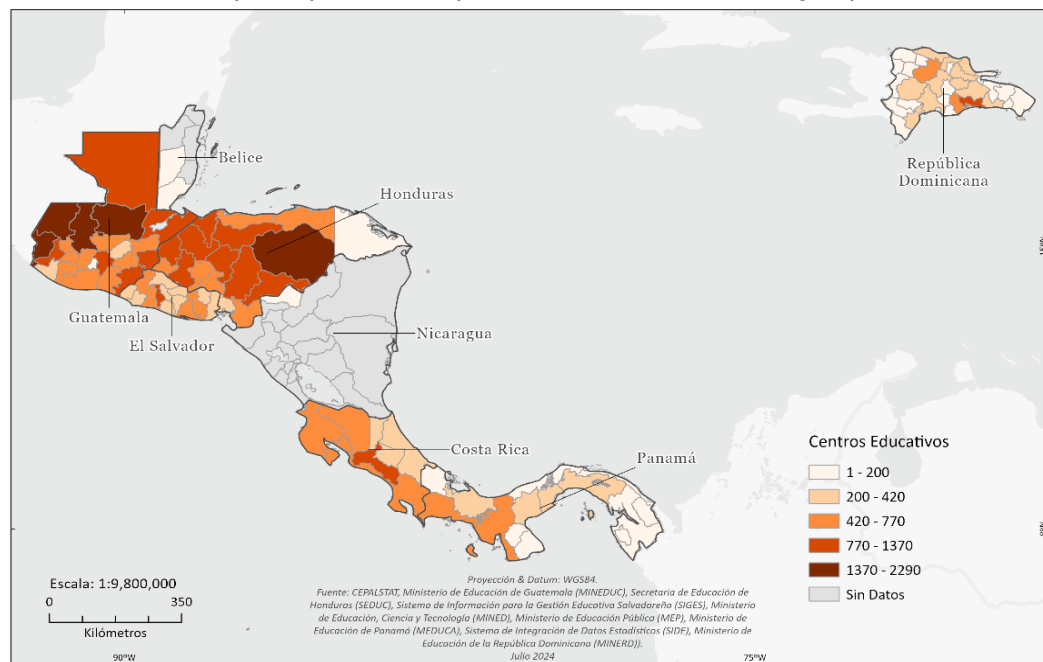 Belice
Honduras
República
Dominicana
15°N
Guatemala
El Salvador
Nicaragua
Costa Rica
Panamá
Centros Educativos
1 - 200
200 - 420
420 - 770
770 - 1370
1370 - 2290
Sin Datos
Escala: 1:9,800,000
0 350
Kilómetros
Proyección & Datum: WGS84.
Fuente: CEPALSTAT, Ministerio de Educación de Guatemala (MINEDUC), Secretaria de Educación de
Honduras (SEDUC), Sistema de Información para la Gestión Educativa Salvadoreña (SIGES), Ministerio
de Educación, Ciencia y Tecnología (MINED), Ministerio de Educación Pública (MEP), Ministerio de
Educación de Panamá (MEDUCA), Sistema de Integración de Datos Estadísticos (SIDE), Ministerio de
Educación de la República Dominicana (MINERD)).
Julio 2024
90°W
75°W